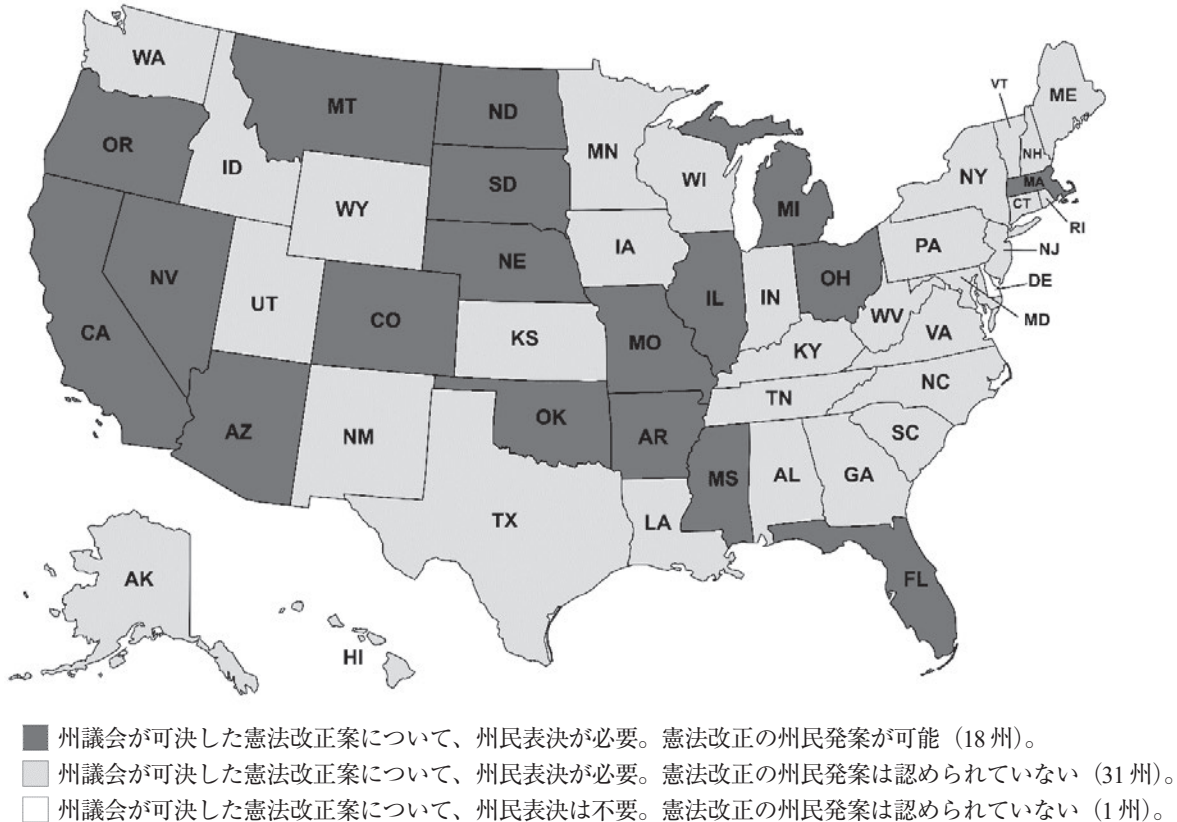 WA
MT
ND
MN
OR
ID
SD
WI
WY
MI
VT
ME
NH
NY
MA
CT
RI
NV
UT
NE
IA
PA
NJ
CA
CO
IL
IN
OH
DE
KS
MO
WV
MD
KY
VA
AZ
NM
OK
AR
TN
NC
SC
MS
AL
GA
TX
LA
AK
FL
HI
州議会が可決した憲法改正案について、州民表決が必要。憲法改正の州民発案が可能（18州）。
州議会が可決した憲法改正案について、州民表決が必要。憲法改正の州民発案は認められていない（31州）。
州議会が可決した憲法改正案について、州民表決は不要。憲法改正の州民発案は認められていない（1州）。